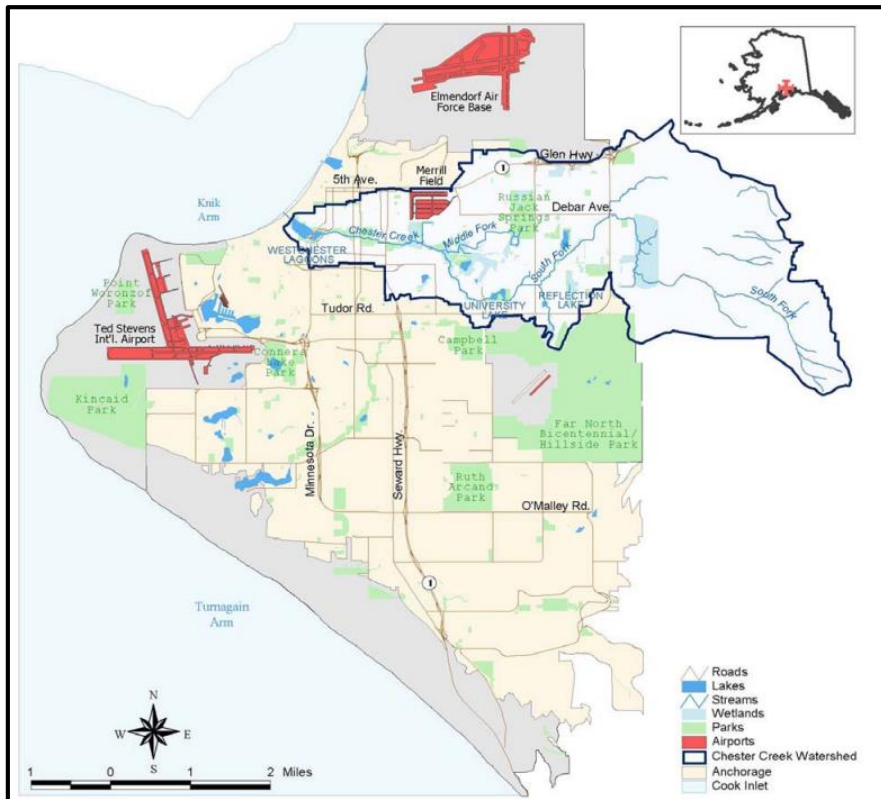 Elmendorf Air
Force Base
Glen Hwy.
1
5th Ave.
Merrill
Field
Knik
Arm
Russian
Jack
Springs
Park
Debar Ave.
Chester Creek
Middle Fork
South Fork
WESTCHESTER
LAGOONS
South Fork
Point
Woronzof
Park
UNIVERSITY
LAKE
REFLECTION
LAKE
Tudor Rd.
Ted Stevens
Int'l. Airport
Campbell
Park
Conners
Lake
Park
Kincaid
Park
Far North
Bicentennial/
Hillside Park
Minnesota Dr.
Seward Hwy.
Ruth
Arcand
Park
O'Malley Rd.
1
Turnagain
Arm
N
W E
S
1 0 1 2 Miles
Roads
Lakes
Streams
Wetlands
Parks
Airports
Chester Creek Watershed
Anchorage
Cook Inlet